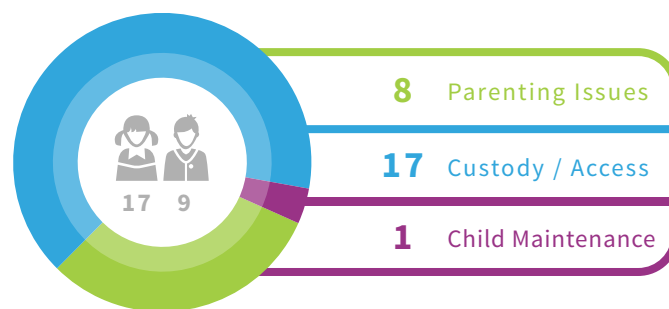 17 9
8 Parenting Issues
17 Custody / Access
1 Child Maintenance